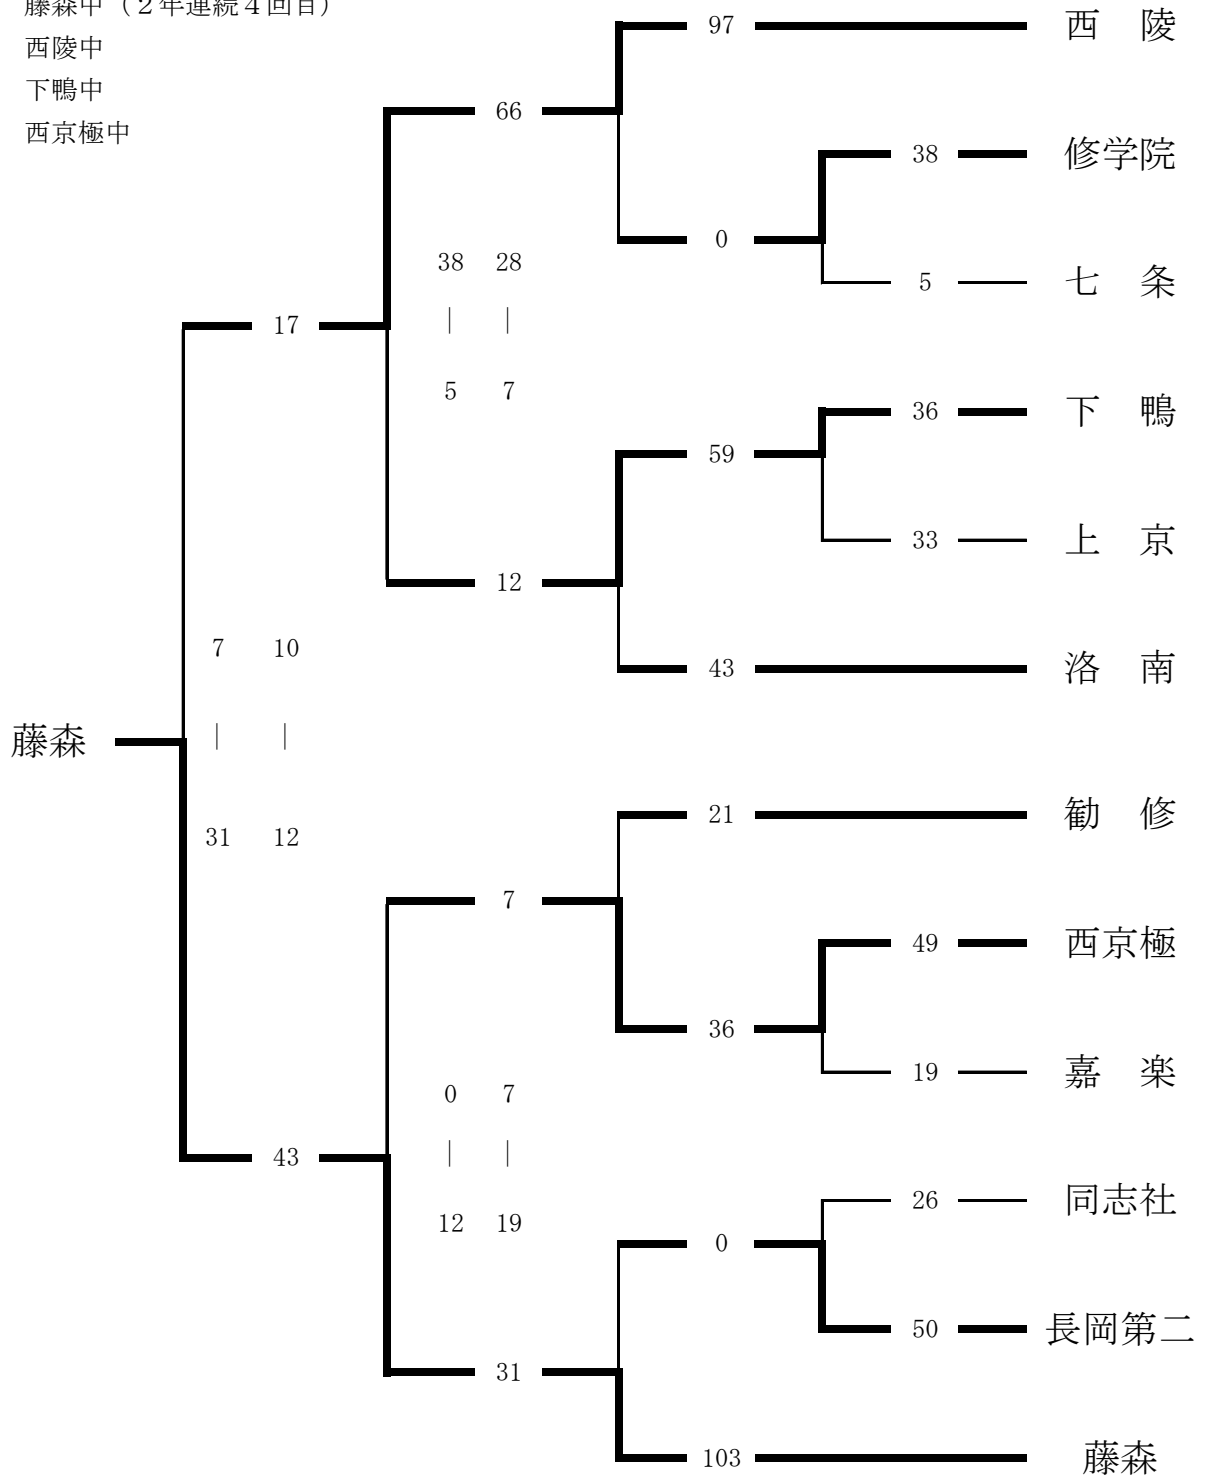 藤森中（２年連続４回目）
西陵中
下鴨中
西京極中
97 西　陵
66
38 修学院
0
38 28
5 七　条
17
｜ ｜
5 7
36 下　鴨
59
33 上　京
12
7 10
43 洛　南
藤森 ｜ ｜
21 勧　修
31 12
7
49 西京極
36
19 嘉　楽
0 7
43 ｜ ｜
26 同志社
12 19
0
50 長岡第二
31
103 藤森